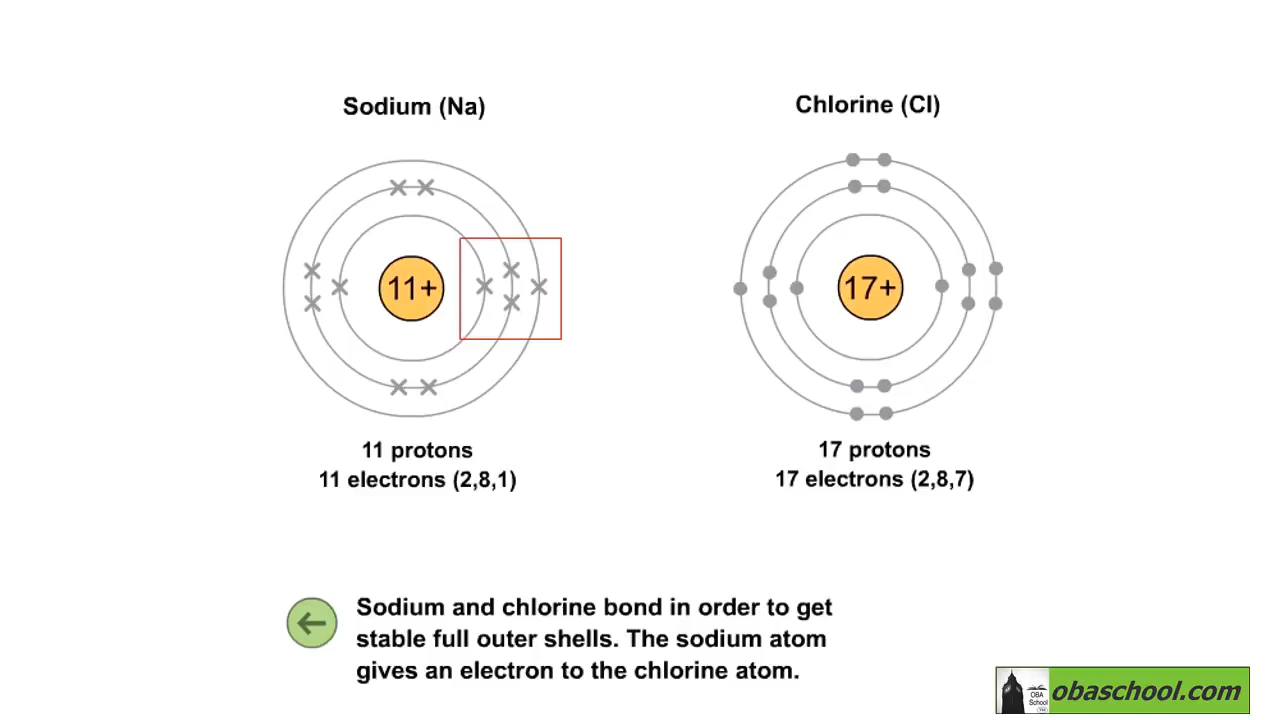 Sodium (Na)
Chlorine (Cl)
11+
17+
11 protons
11 electrons (2,8,1)
17 protons
17 electrons (2,8,7)
Sodium and chlorine bond in order to get
stable full outer shells. The sodium atom
gives an electron to the chlorine atom.
OBA
School
obaschool.com